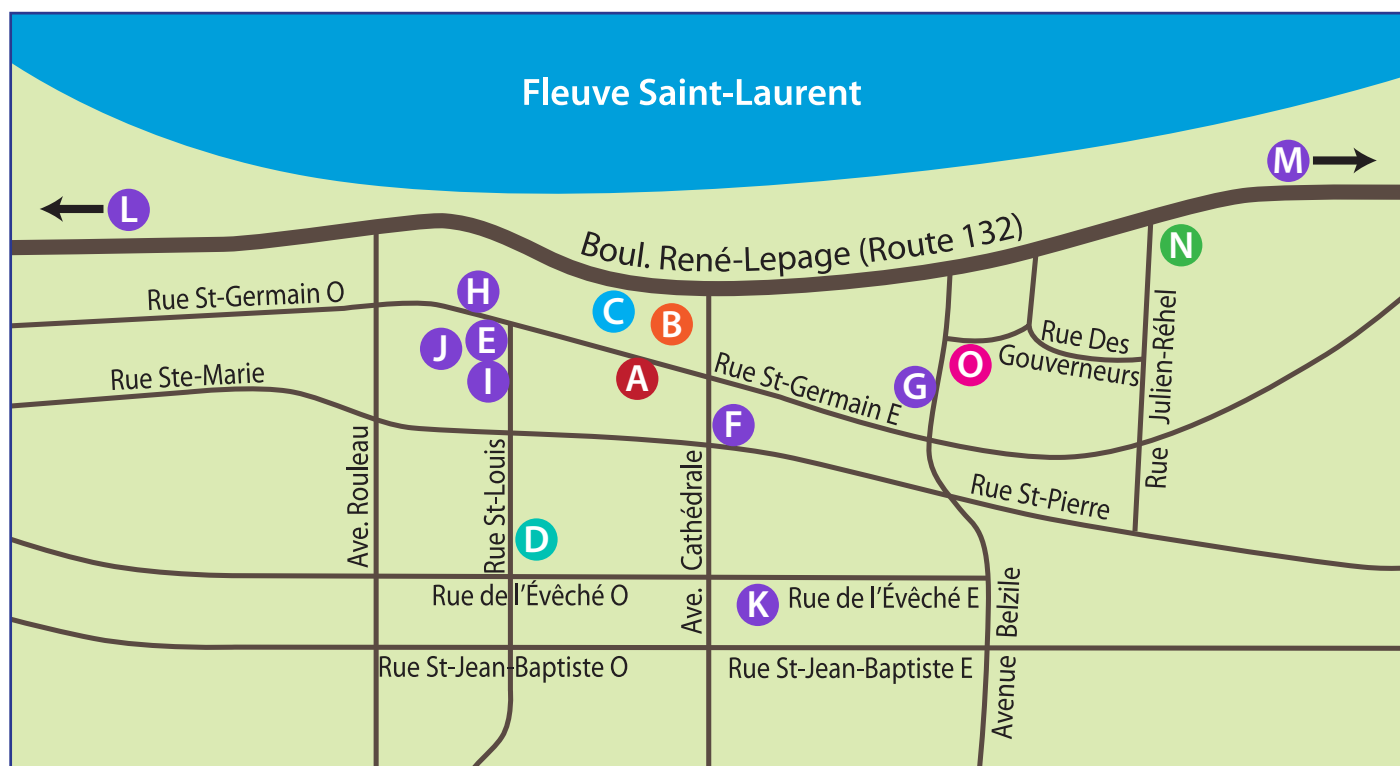 Fleuve Saint-Laurent
M
L
N
Boul. René-Lepage (Route 132)
Rue St-Germain O
H
C
B
J
E
I
A
Rue Ste-Marie
Rue St-Germain E
F
G
O
Rue Des
Gouverneurs
Rue Julien-Réhel
Rue St-Pierre
Ave. Rouleau
Rue St-Louis
D
Ave. Cathédrale
Rue de l'Évêché O
K
Rue de l'Évêché E
Avenue Belzile
Rue St-Jean-Baptiste O
Rue St-Jean-Baptiste E